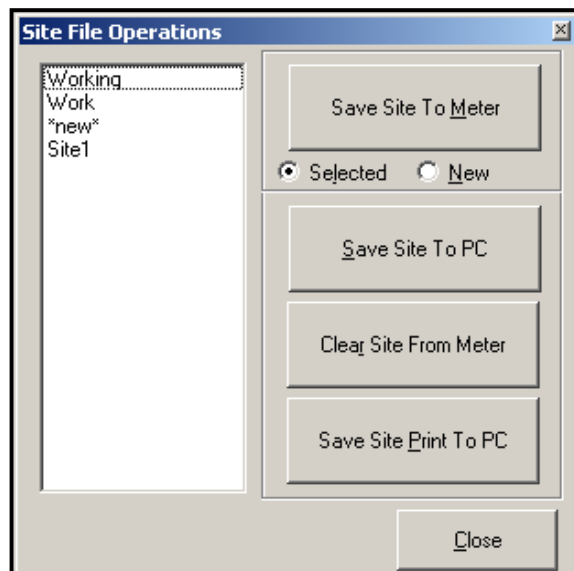 Site File Operations
Working
Work
*new*
Site1
Save Site To Meter
Selected
New
Save Site To PC
Clear Site From Meter
Save Site Print To PC
Close